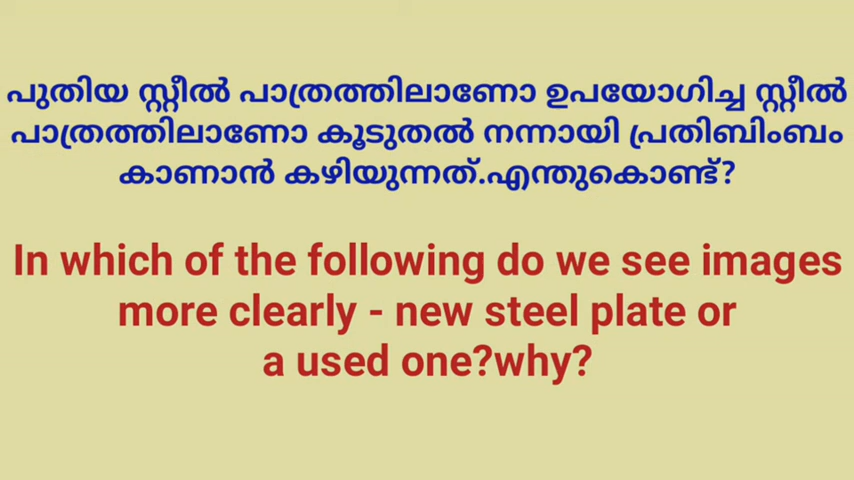 പുതിയ സ്റ്റീൽ പാത്രത്തിലാണോ ഉപയോഗിച്ച സ്റ്റീൽ
പാത്രത്തിലാണോ കൂടുതൽ നന്നായി പ്രതിബിംബം
കാണാൻ കഴിയുന്നത്.എന്തുകൊണ്ട്?
In which of the following do we see images
more clearly - new steel plate or
a used one?why?